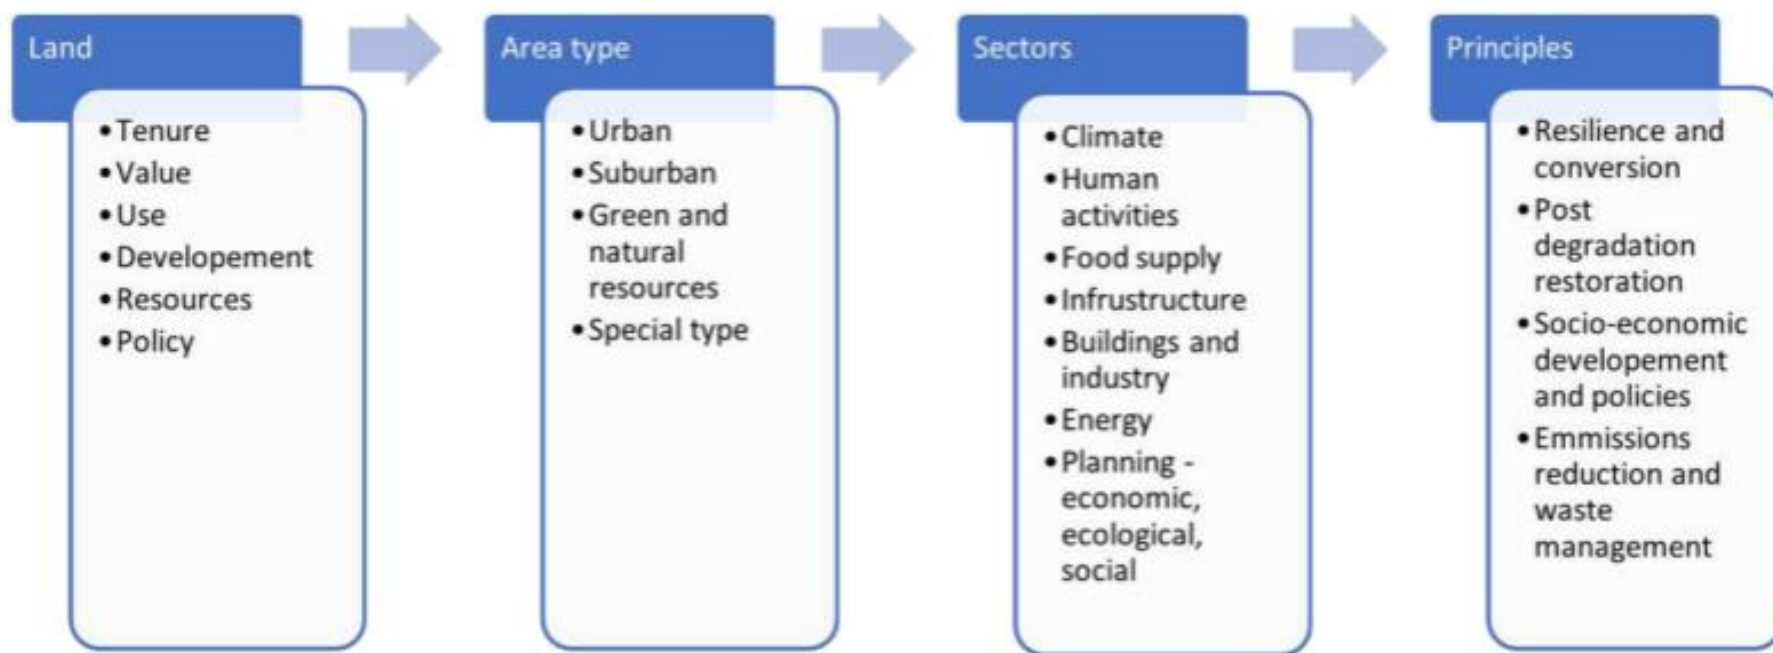 Land
• Tenure
• Value
• Use
• Developement
• Resources
• Policy
Area type
• Urban
• Suburban
• Green and
natural
resources
• Special type
Sectors
• Climate
• Human
activities
• Food supply
• Infrustructure
• Buildings and
industry
• Energy
• Planning -
economic,
ecological,
social
Principles
• Resilience and
conversion
• Post
degradation
restoration
• Socio-economic
developement
and policies
• Emmissions
reduction and
waste
management